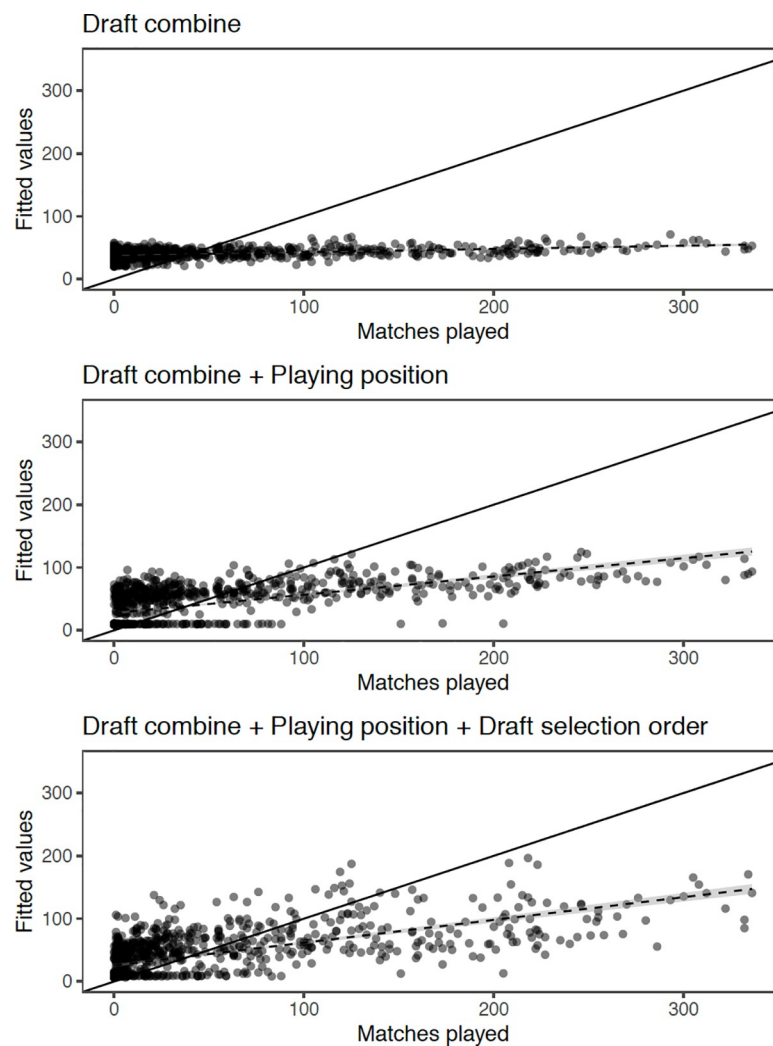 Draft combine
Fitted values
300
200
100
0
0 100 200 300
Matches played
Draft combine + Playing position
Fitted values
300
200
100
0
0 100 200 300
Matches played
Draft combine + Playing position + Draft selection order
Fitted values
300
200
100
0
0 100 200 300
Matches played